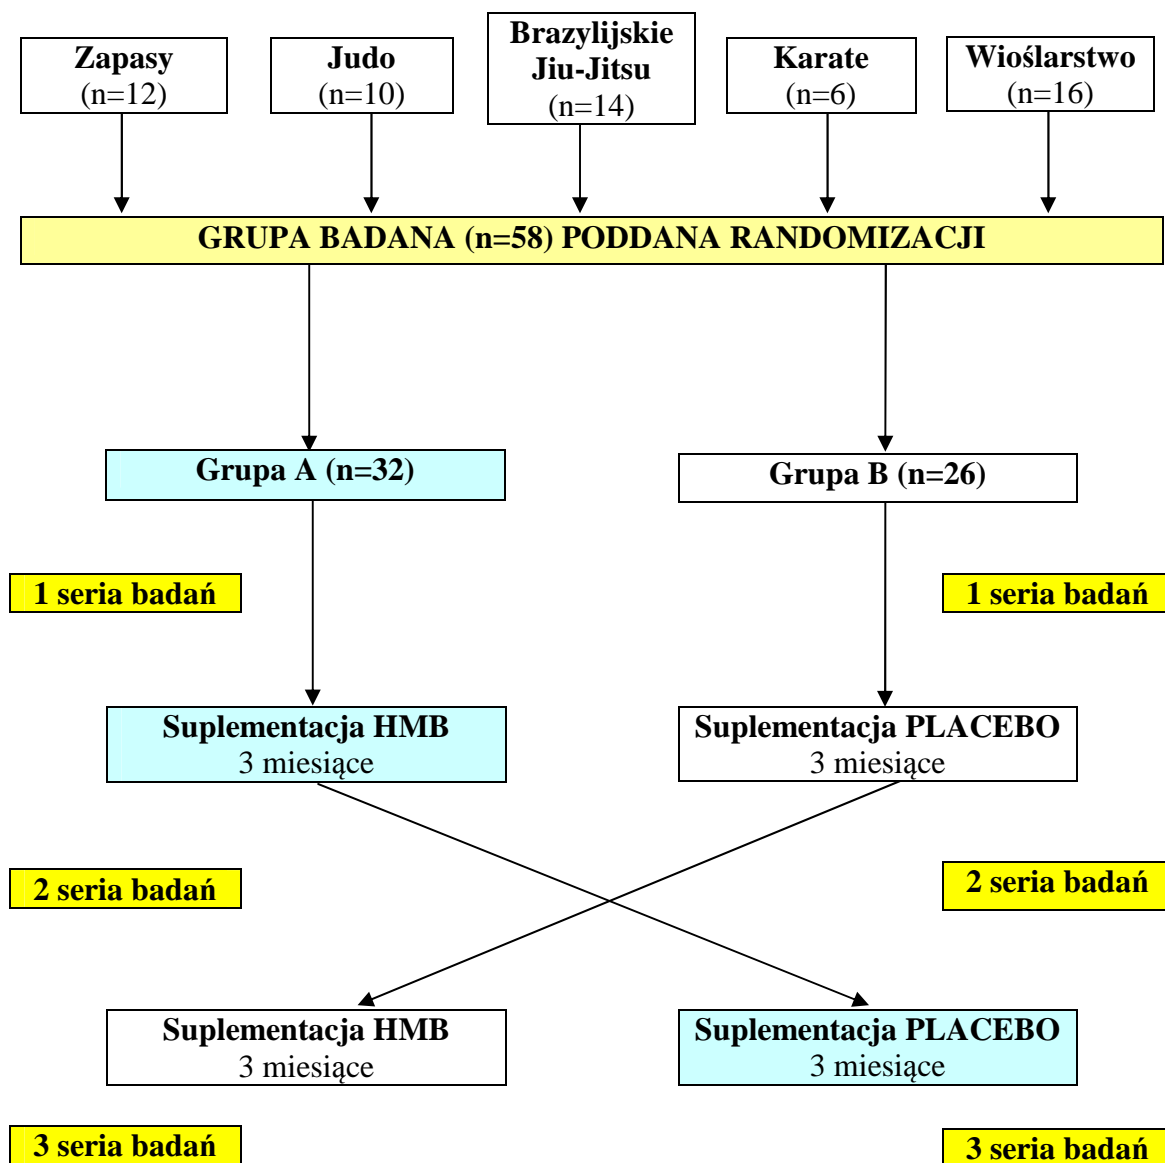 Zapasy
(n=12)
Judo
(n=10)
Brazylijskie
Jiu-Jitsu
(n=14)
Karate
(n=6)
Wioślarstwo
(n=16)
GRUPA BADANA (n=58) PODDANA RANDOMIZACJI
Grupa A (n=32)
Grupa B (n=26)
1 seria badań
1 seria badań
Suplementacja HMB
3 miesiące
Suplementacja PLACEBO
3 miesiące
2 seria badań
2 seria badań
Suplementacja HMB
3 miesiące
Suplementacja PLACEBO
3 miesiące
3 seria badań
3 seria badań